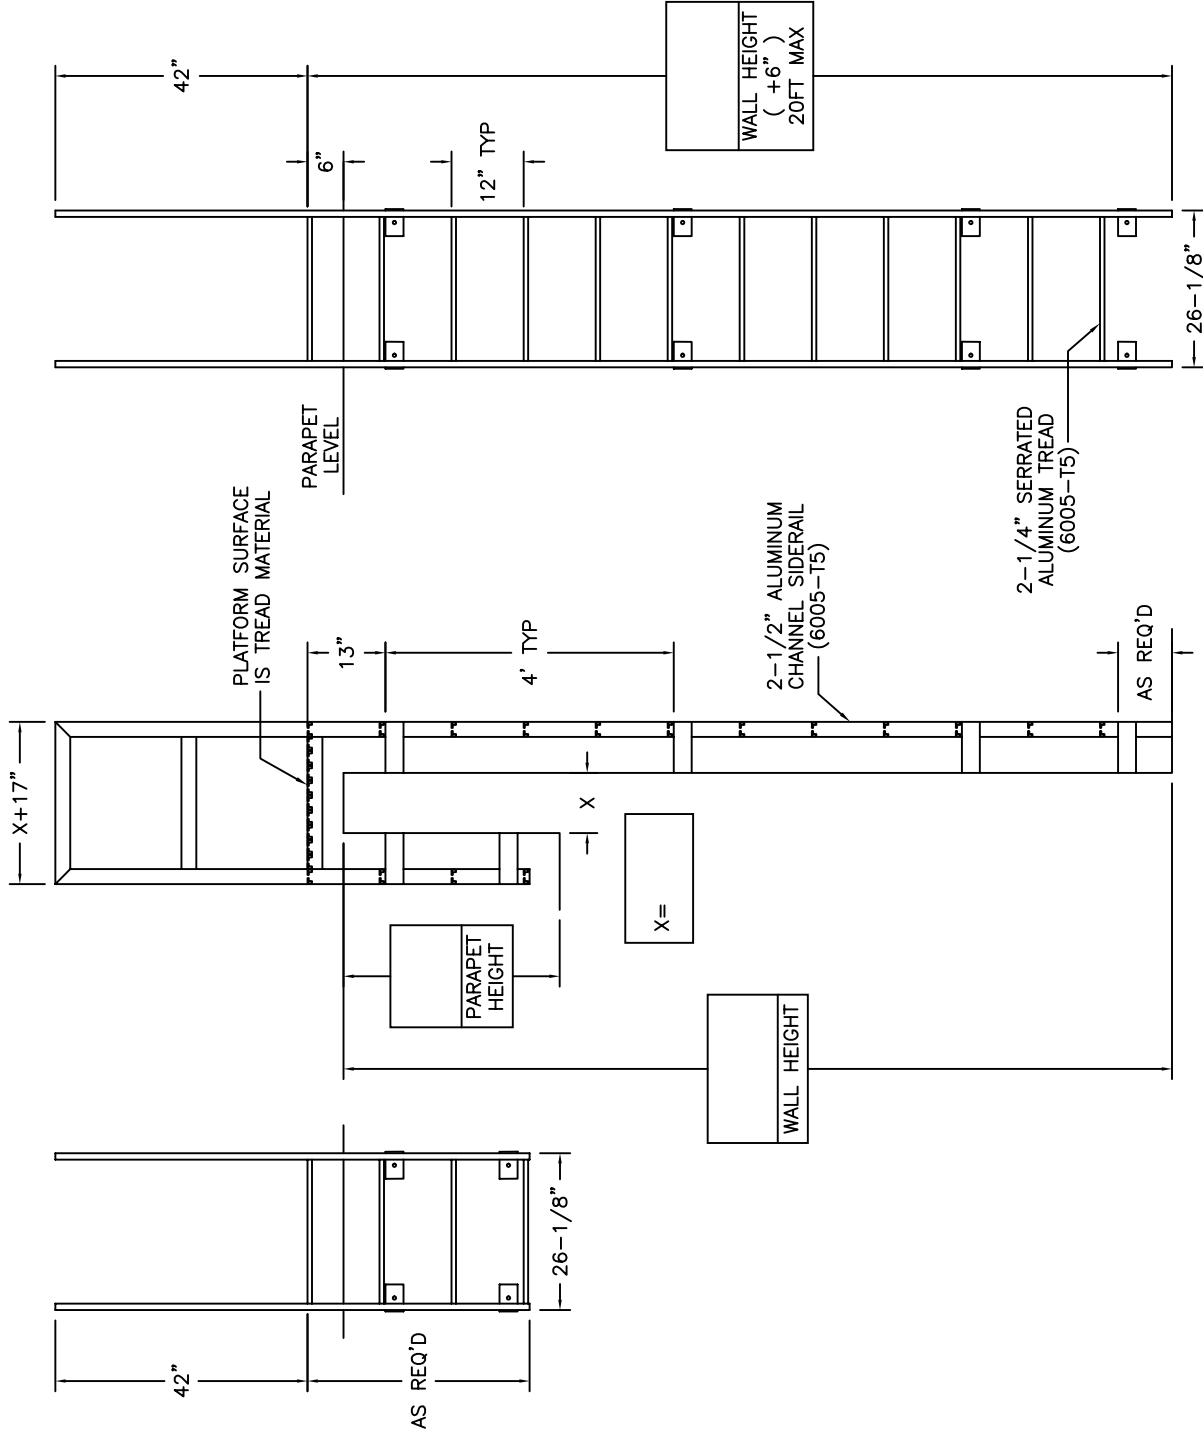 42"
AS REQ'D
26-1/8"
X+17"
PLATFORM SURFACE
IS TREAD MATERIAL
13"
4' TYP
2-1/2" ALUMINUM
CHANNEL SIDERAIL
(6005-T5)
AS REQ'D
X
X=
PARAPET
HEIGHT
WALL HEIGHT
42"
6"
12" TYP
PARAPET
LEVEL
WALL HEIGHT
( +6" )
20FT MAX
2-1/4" SERRATED
ALUMINUM TREAD
(6005-T5)
26-1/8"